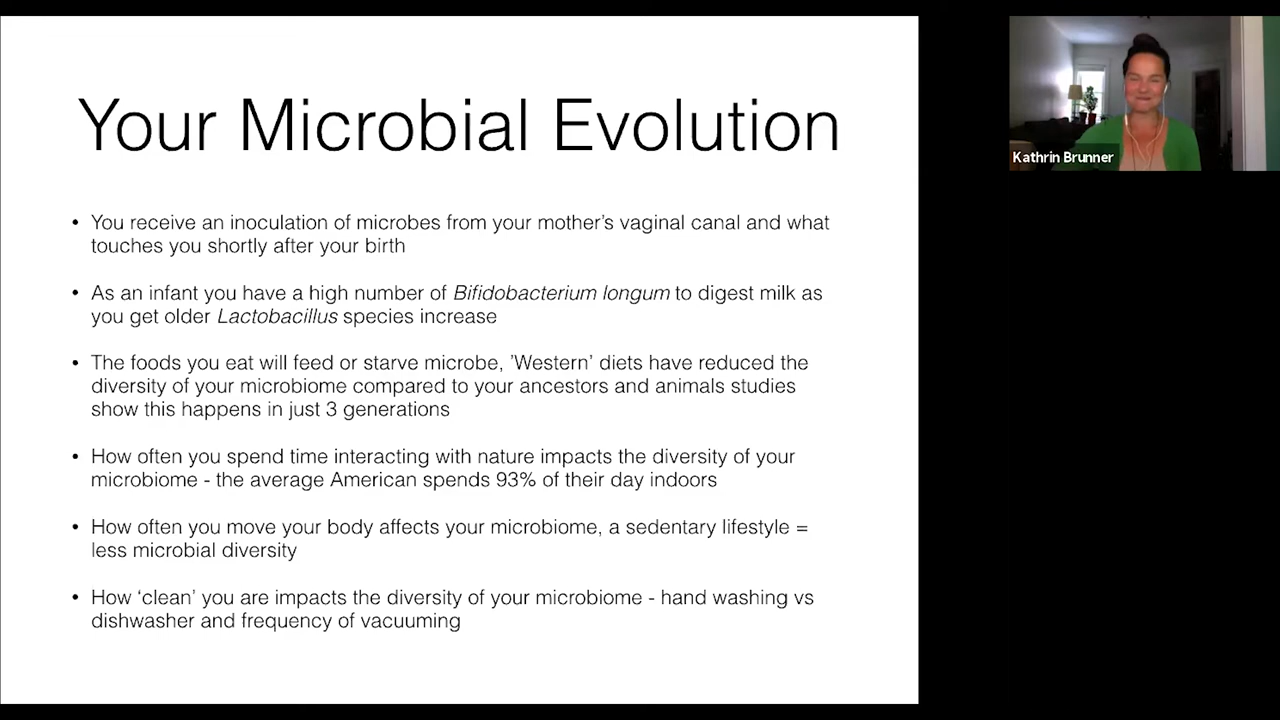 Your Microbial Evolution
• You receive an inoculation of microbes from your mother's vaginal canal and what
touches you shortly after your birth
• As an infant you have a high number of Bifidobacterium longum to digest milk as
you get older Lactobacillus species increase
• The foods you eat will feed or starve microbe, 'Western' diets have reduced the
diversity of your microbiome compared to your ancestors and animals studies
show this happens in just 3 generations
• How often you spend time interacting with nature impacts the diversity of your
microbiome - the average American spends 93% of their day indoors
• How often you move your body affects your microbiome, a sedentary lifestyle =
less microbial diversity
• How 'clean' you are impacts the diversity of your microbiome - hand washing vs
dishwasher and frequency of vacuuming
Kathrin Brunner